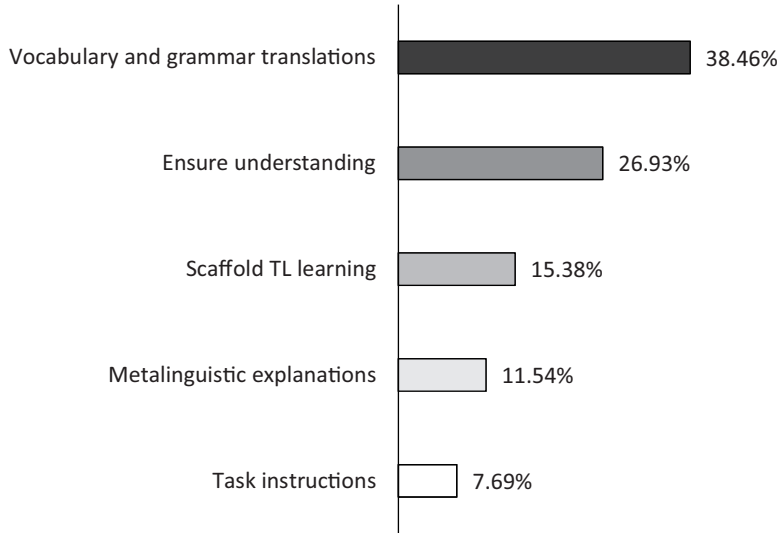 Vocabulary and grammar translations 38.46%
Ensure understanding 26.93%
Scaffold TL learning 15.38%
Metalinguistic explanations 11.54%
Task instructions 7.69%